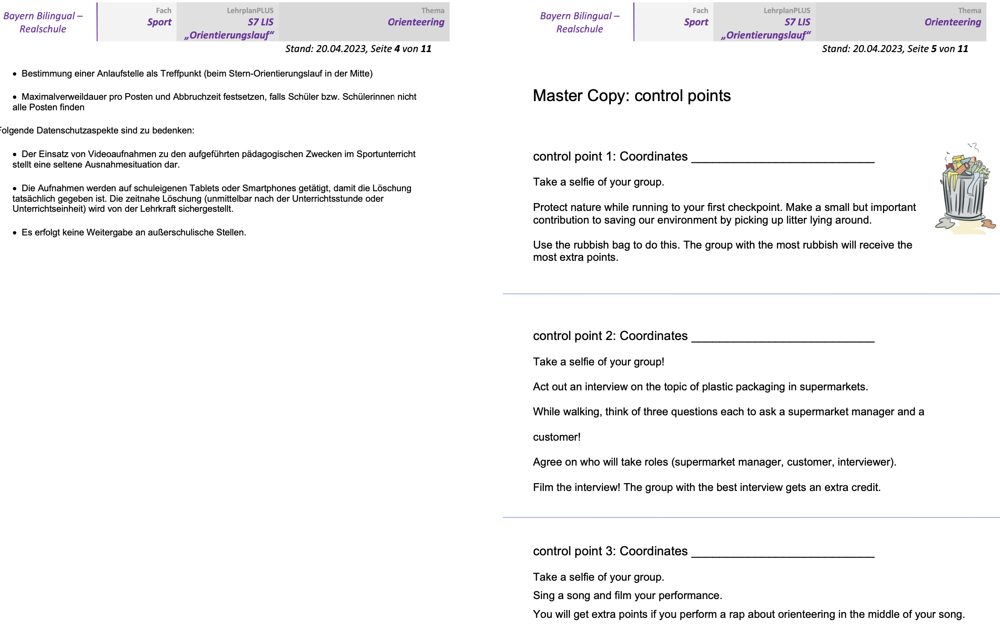 Bayern Bilingual –
Realschule
Fach
Sport
LehrplanPLUS
S7 LIS
„Orientierungslauf“
Thema
Orienteering
Stand: 20.04.2023, Seite 4 von 11
• Bestimmung einer Anlaufstelle als Treffpunkt (beim Stern-Orientierungslauf in der Mitte)
• Maximalverweildauer pro Posten und Abbruchzeit festsetzen, falls Schüler bzw. Schülerinnen nicht
alle Posten finden
Folgende Datenschutzaspekte sind zu bedenken:
• Der Einsatz von Videoaufnahmen zu den aufgeführten pädagogischen Zwecken im Sportunterricht
stellt eine seltene Ausnahmesituation dar.
• Die Aufnahmen werden auf schuleigenen Tablets oder Smartphones getätigt, damit die Löschung
tatsächlich gegeben ist. Die zeitnahe Löschung (unmittelbar nach der Unterrichtsstunde oder
Unterrichtseinheit) wird von der Lehrkraft sichergestellt.
• Es erfolgt keine Weitergabe an außerschulische Stellen.
Bayern Bilingual –
Realschule
Fach
Sport
LehrplanPLUS
S7 LIS
„Orientierungslauf“
Thema
Orienteering
Stand: 20.04.2023, Seite 5 von 11
Master Copy: control points
control point 1: Coordinates __________________________
Take a selfie of your group.
Protect nature while running to your first checkpoint. Make a small but important
contribution to saving our environment by picking up litter lying around.
Use the rubbish bag to do this. The group with the most rubbish will receive the
most extra points.
control point 2: Coordinates __________________________
Take a selfie of your group!
Act out an interview on the topic of plastic packaging in supermarkets.
While walking, think of three questions each to ask a supermarket manager and a
customer!
Agree on who will take roles (supermarket manager, customer, interviewer).
Film the interview! The group with the best interview gets an extra credit.
control point 3: Coordinates __________________________
Take a selfie of your group.
Sing a song and film your performance.
You will get extra points if you perform a rap about orienteering in the middle of your song.